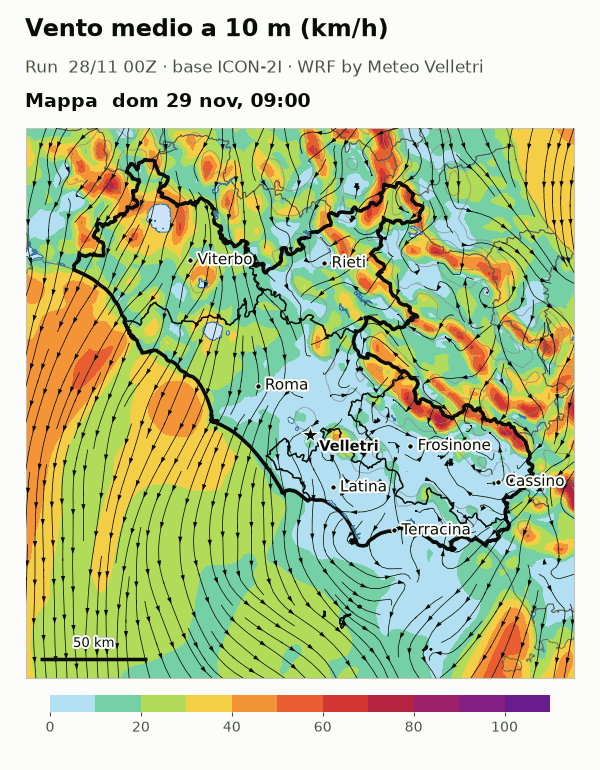 Vento medio a 10 m (km/h)
Run  28/11 00Z · base ICON-2I · WRF by Meteo Velletri
Mappa  dom 29 nov, 09:00
Viterbo
Rieti
Roma
Velletri
Frosinone
Cassino
Latina
Terracina
50 km
0 20 40 60 80 100